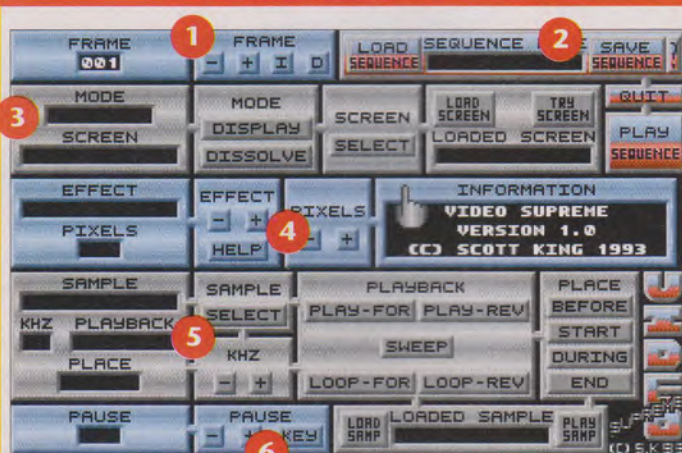 1
FRAME
001
FRAME
- + I D
LOAD SEQUENCE
SEQUENCE
2
SAVE SEQUENCE
3
MODE
SCREEN
MODE
DISPLAY
DISSOLVE
SCREEN
SELECT
LOAD SCREEN
TRY SCREEN
LOADED SCREEN
QUIT
PLAY SEQUENCE
EFFECT
PIXELS
EFFECT
- +
HELP
4
PIXELS
- +
INFORMATION
VIDEO SUPREME
VERSION 1.0
(C) SCOTT KING 1993
SAMPLE
KHZ PLAYBACK
PLACE
5
SAMPLE
SELECT
KHZ
- +
PLAYBACK
PLAY-FOR PLAY-REV
SWEEP
LOOP-FOR LOOP-REV
PLACE
BEFORE
START
DURING
END
PAUSE
PAUSE
- + KEY
6
LOAD SAMP
LOADED SAMPLE
PLAY SAMP
SUPREME
(C) S.K 93